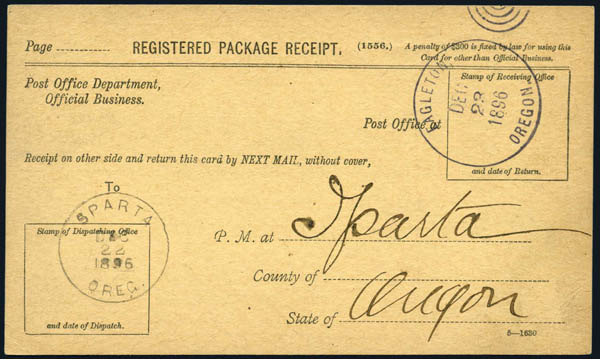 Page REGISTERED PACKAGE RECEIPT, (1556.) A penalty of $300 is fixed by law for using this
Card for other than Official Business.
Post Office Department,
Official Business.
Stamp of Receiving Office
EAGLETON, OREGON.
DEC
22
1896
Post Office at
and date of Return.
Receipt on other side and return this card by NEXT MAIL, without cover,
To
SPARTA
Stamp of Dispatching Office
DEC
22
1896
OREG.
and date of Dispatch.
P. M. at Sparta
County of
State of Oregon
5—1630